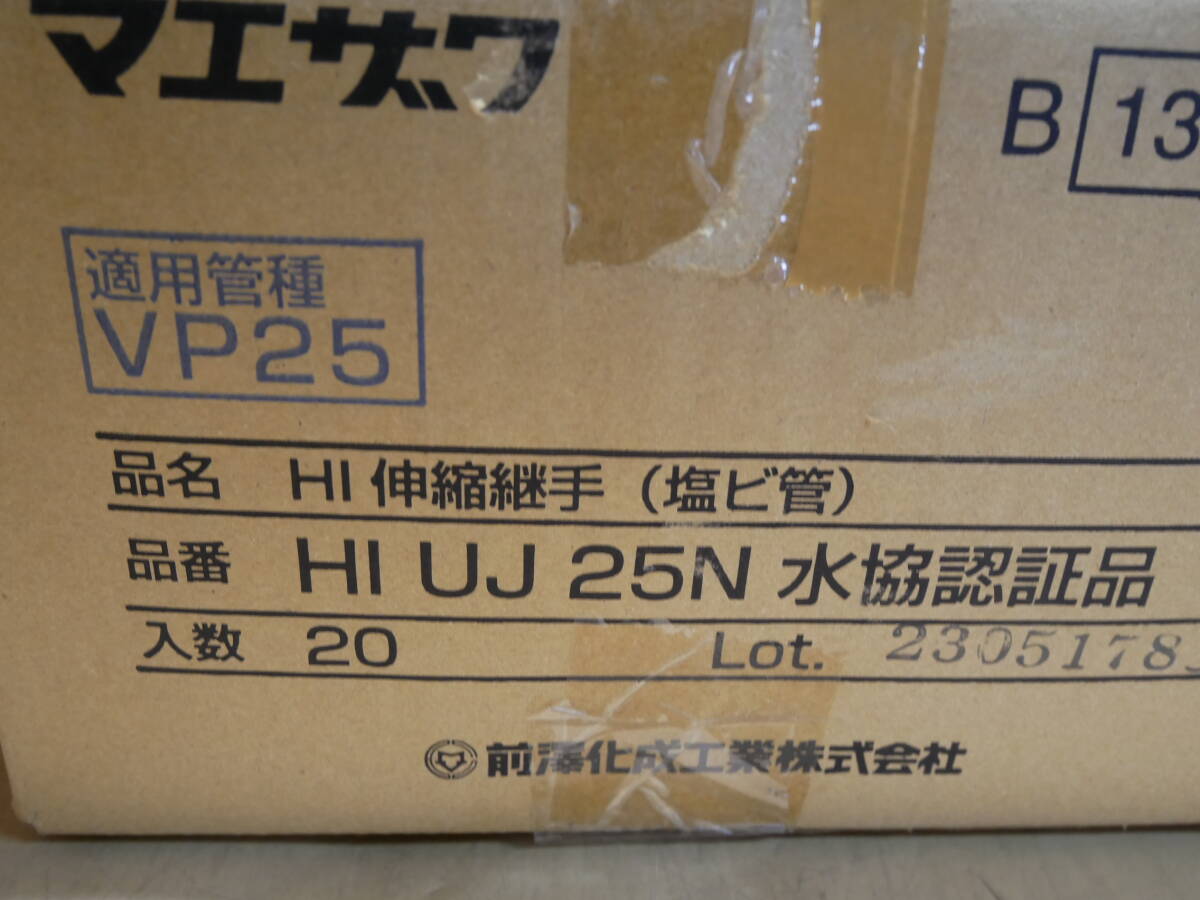 マエザワ
B 13
適用管種
VP25
品名 HI 伸縮継手 (塩ビ管)
品番 HI UJ 25N 水協認証品
入数 20 Lot. 2305178
前澤化成工業株式会社